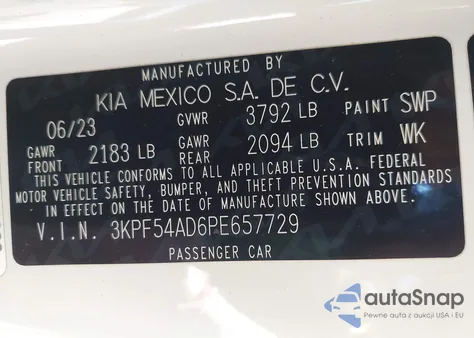 MANUFACTURED BY
KIA MEXICO S.A. DE C.V.
06/23 GVWR 3792 LB PAINT SWP
GAWR FRONT 2183 LB GAWR REAR 2094 LB TRIM WK
THIS VEHICLE CONFORMS TO ALL APPLICABLE U.S.A. FEDERAL
MOTOR VEHICLE SAFETY, BUMPER, AND THEFT PREVENTION STANDARDS
IN EFFECT ON THE DATE OF MANUFACTURE SHOWN ABOVE.
V.I.N. 3KPF54AD6PE657729
PASSENGER CAR
autoSnap
Pewne auta z aukcji USA i EU